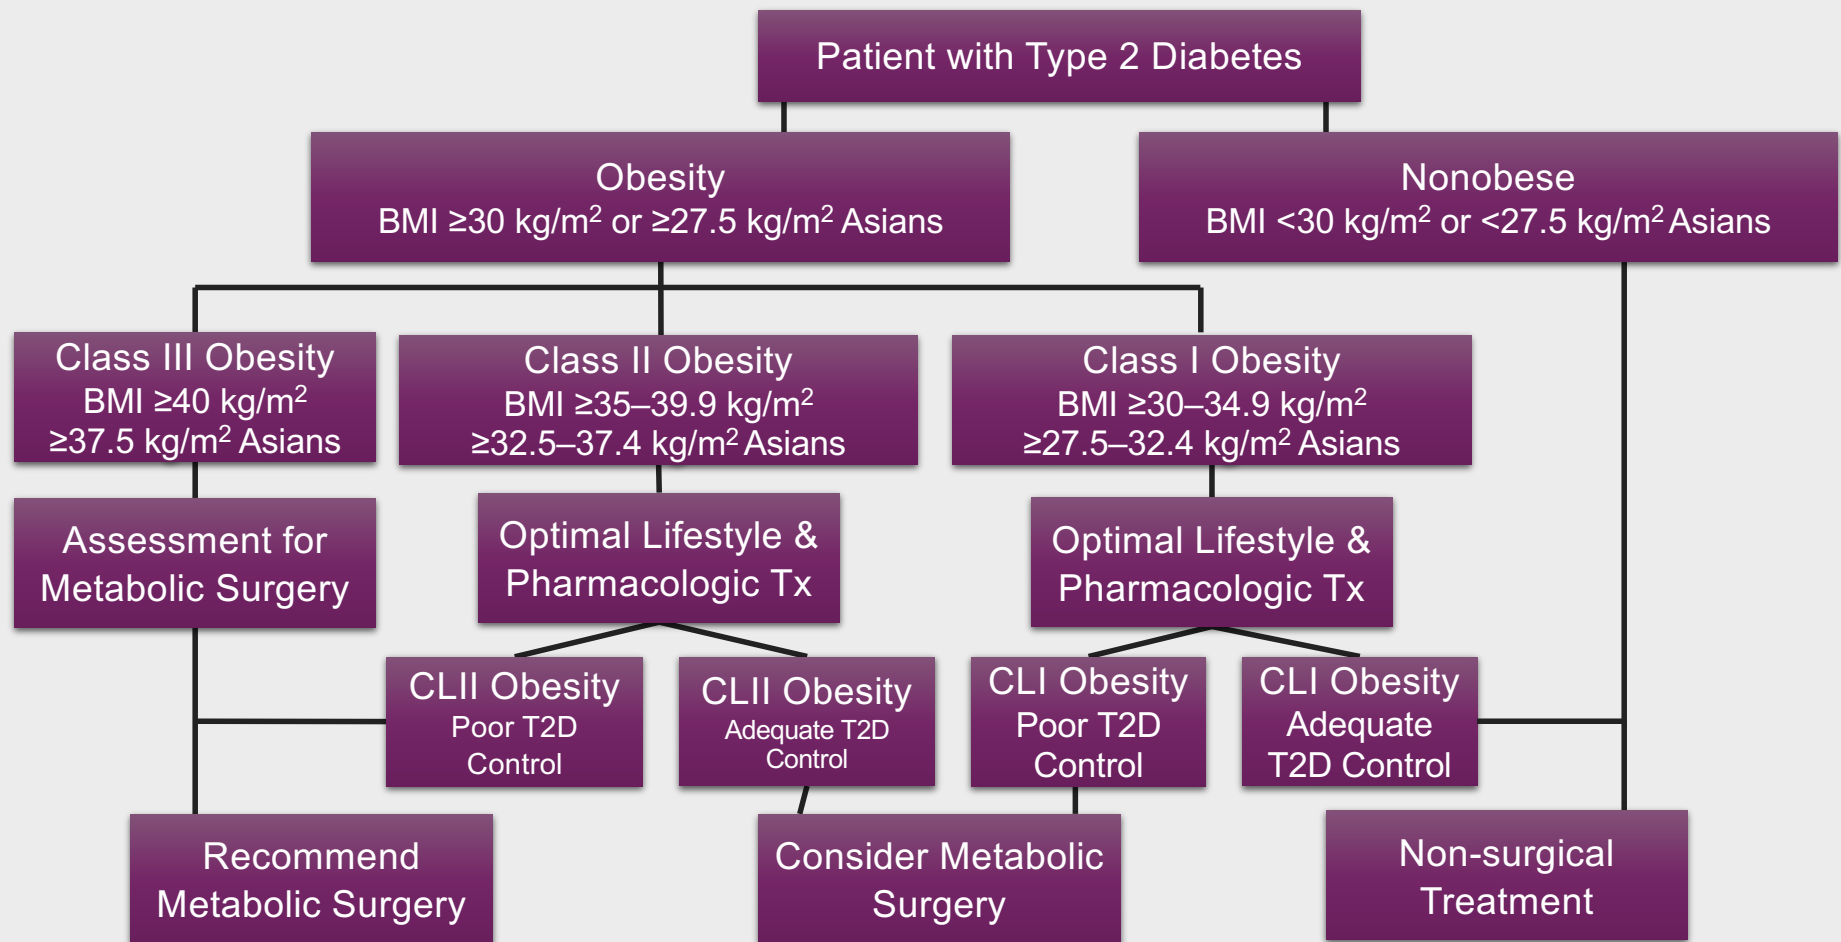 Patient with Type 2 Diabetes
Obesity
BMI ≥30 kg/m² or ≥27.5 kg/m² Asians
Nonobese
BMI <30 kg/m² or <27.5 kg/m² Asians
Class III Obesity
BMI ≥40 kg/m²
≥37.5 kg/m² Asians
Class II Obesity
BMI ≥35–39.9 kg/m²
≥32.5–37.4 kg/m² Asians
Class I Obesity
BMI ≥30–34.9 kg/m²
≥27.5–32.4 kg/m² Asians
Assessment for
Metabolic Surgery
Optimal Lifestyle &
Pharmacologic Tx
Optimal Lifestyle &
Pharmacologic Tx
CLII Obesity
Poor T2D
Control
CLII Obesity
Adequate T2D
Control
CLI Obesity
Poor T2D
Control
CLI Obesity
Adequate
T2D Control
Recommend
Metabolic Surgery
Consider Metabolic
Surgery
Non-surgical
Treatment